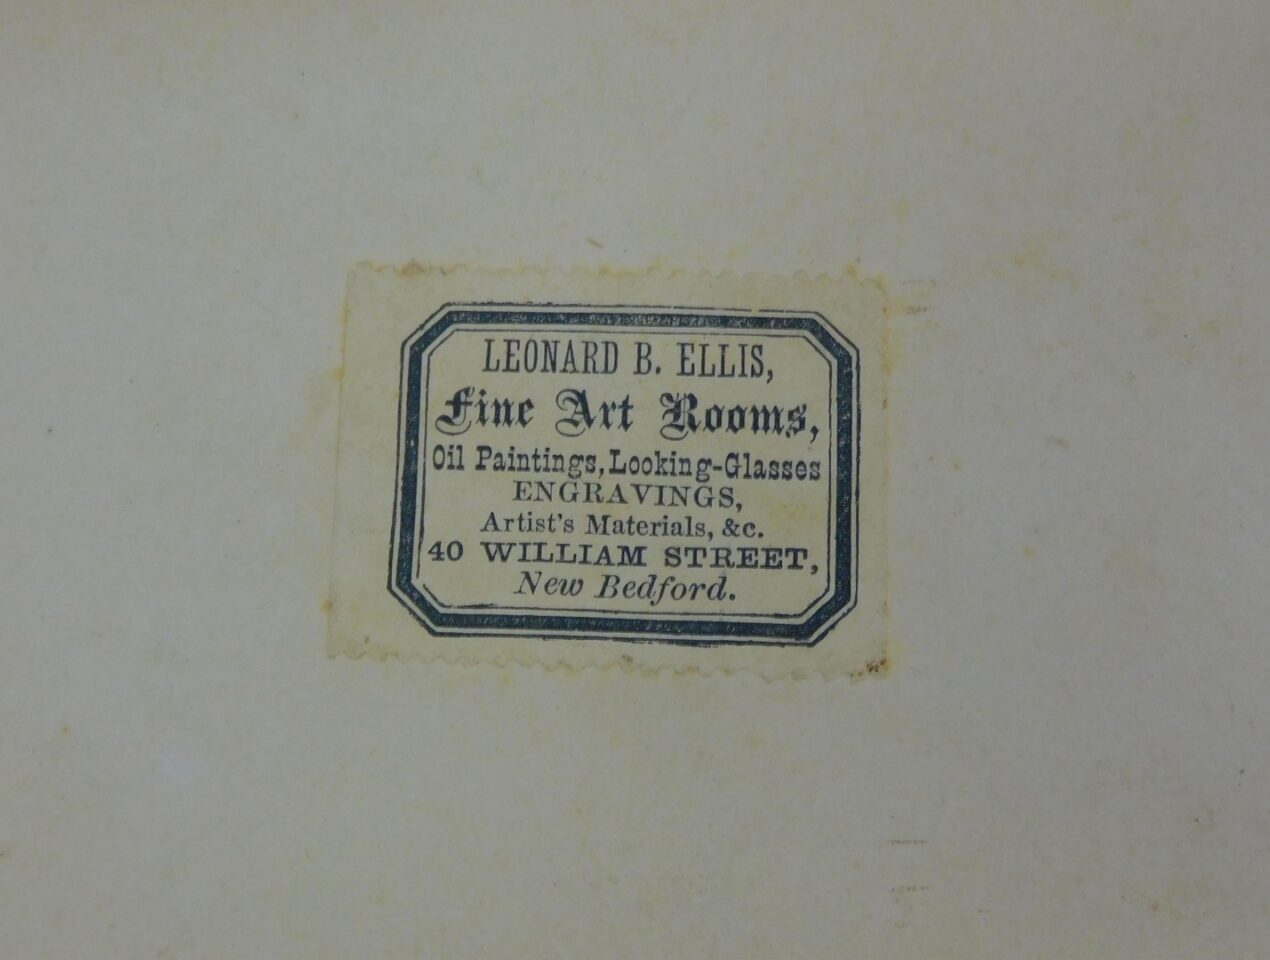 LEONARD B. ELLIS,
Fine Art Rooms,
Oil Paintings, Looking-Glasses
ENGRAVINGS,
Artist's Materials, &c.
40 WILLIAM STREET,
New Bedford.